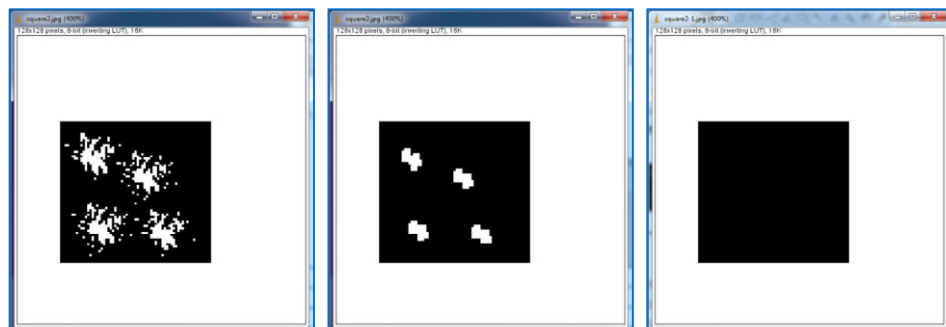 square2.jpg (400%)
128x128 pixels, 8-bit (inverting LUT), 16K
square2.jpg (400%)
128x128 pixels, 8-bit (inverting LUT), 16K
square2-1.jpg (400%)
128x128 pixels, 8-bit (inverting LUT), 16K